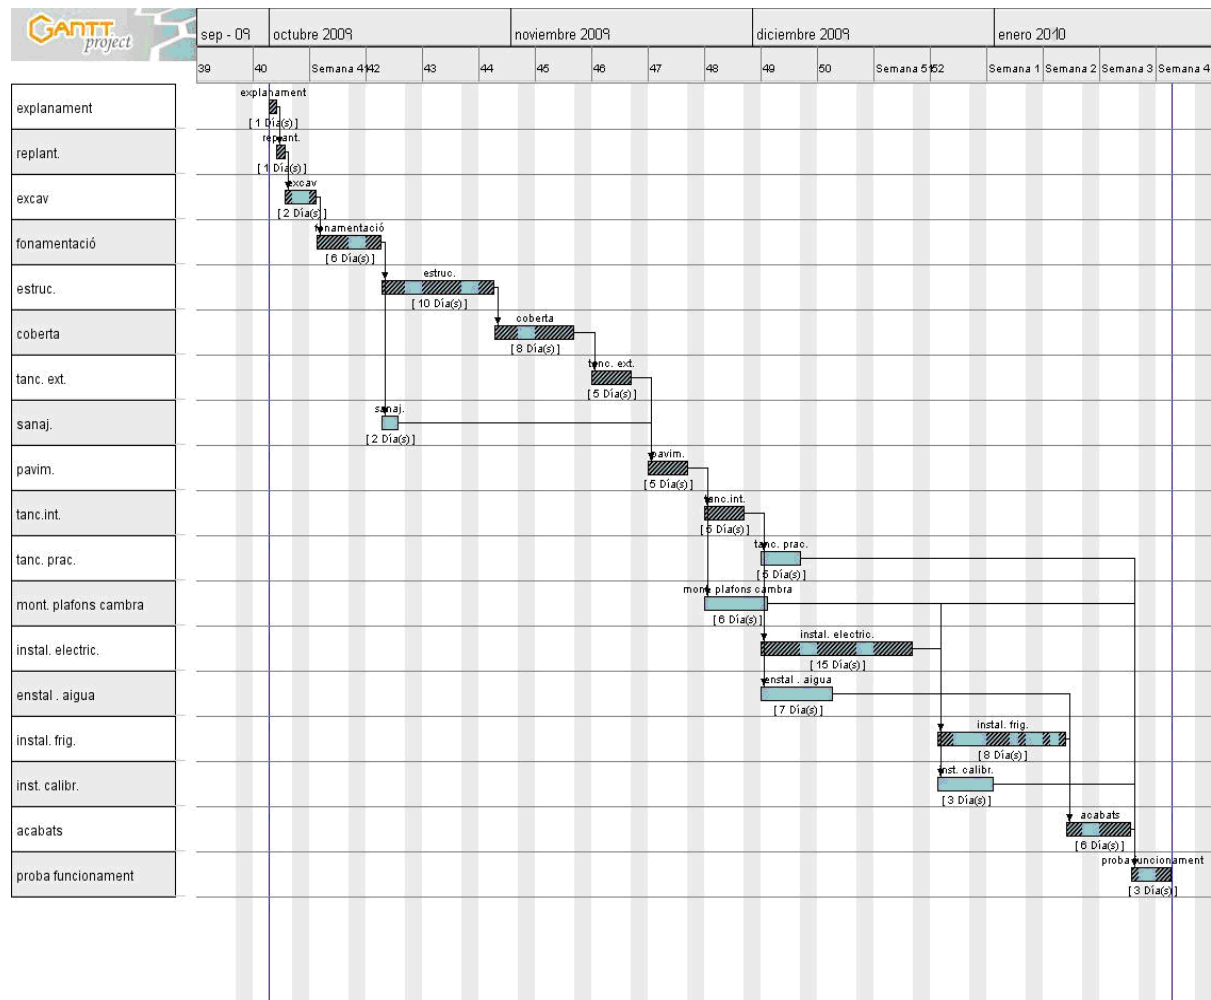 GANTT
project
sep - 09 octubre 2009 noviembre 2009 diciembre 2009 enero 2010
39 40 Semana 41 42 43 44 45 46 47 48 49 50 Semana 51 52 Semana 1 Semana 2 Semana 3 Semana 4
explanament
explanament
[ 1 Día(s) ]
replant.
replant.
[ 1 Día(s) ]
excav
excav
[ 2 Día(s) ]
fonamentació
fonamentació
[ 6 Día(s) ]
estruc.
estruc.
[ 10 Día(s) ]
coberta
coberta
[ 8 Día(s) ]
tanc. ext.
tanc. ext.
[ 5 Día(s) ]
sanaj.
sanaj.
[ 2 Día(s) ]
pavim.
pavim.
[ 5 Día(s) ]
tanc.int.
tanc.int.
[ 5 Día(s) ]
tanc. prac.
tanc. prac.
[ 5 Día(s) ]
mont. plafons cambra
mont. plafons cambra
[ 6 Día(s) ]
instal. electric.
instal. electric.
[ 15 Día(s) ]
enstal . aigua
enstal . aigua
[ 7 Día(s) ]
instal. frig.
instal. frig.
[ 8 Día(s) ]
inst. calibr.
inst. calibr.
[ 3 Día(s) ]
acabats
acabats
[ 6 Día(s) ]
proba funcionament
proba funcionament
[ 3 Día(s) ]